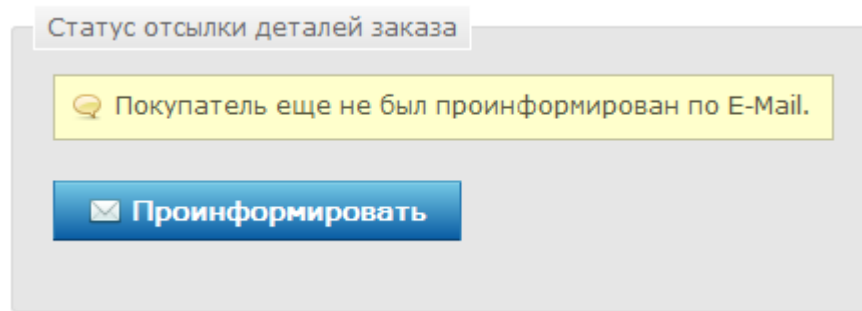 Статус отсылки деталей заказа
Покупатель еще не был проинформирован по E-Mail.
Проинформировать